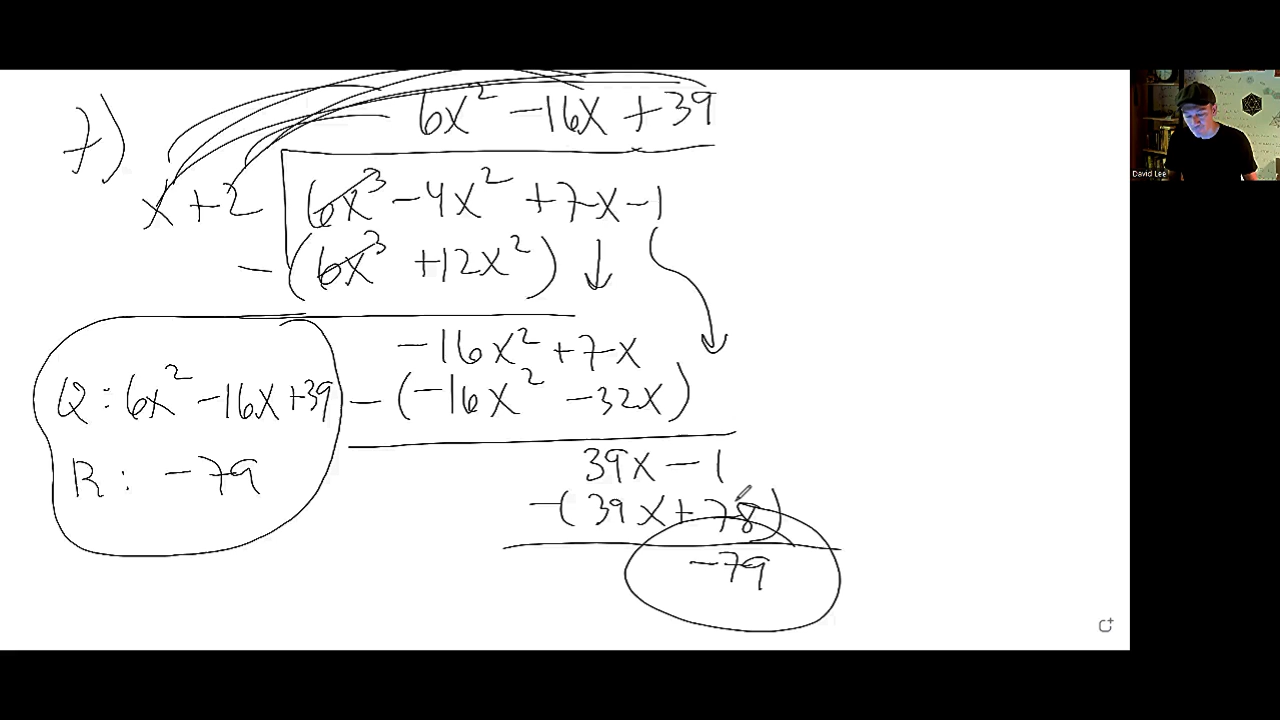 7)
6x² -16x +39
x+2 6x³ -4x² +7x -1
-(6x³ +12x²)
-16x² +7x
-(-16x² -32x)
39x -1
-(39x +78)
-79
Q: 6x² -16x +39
R: -79
David Lee